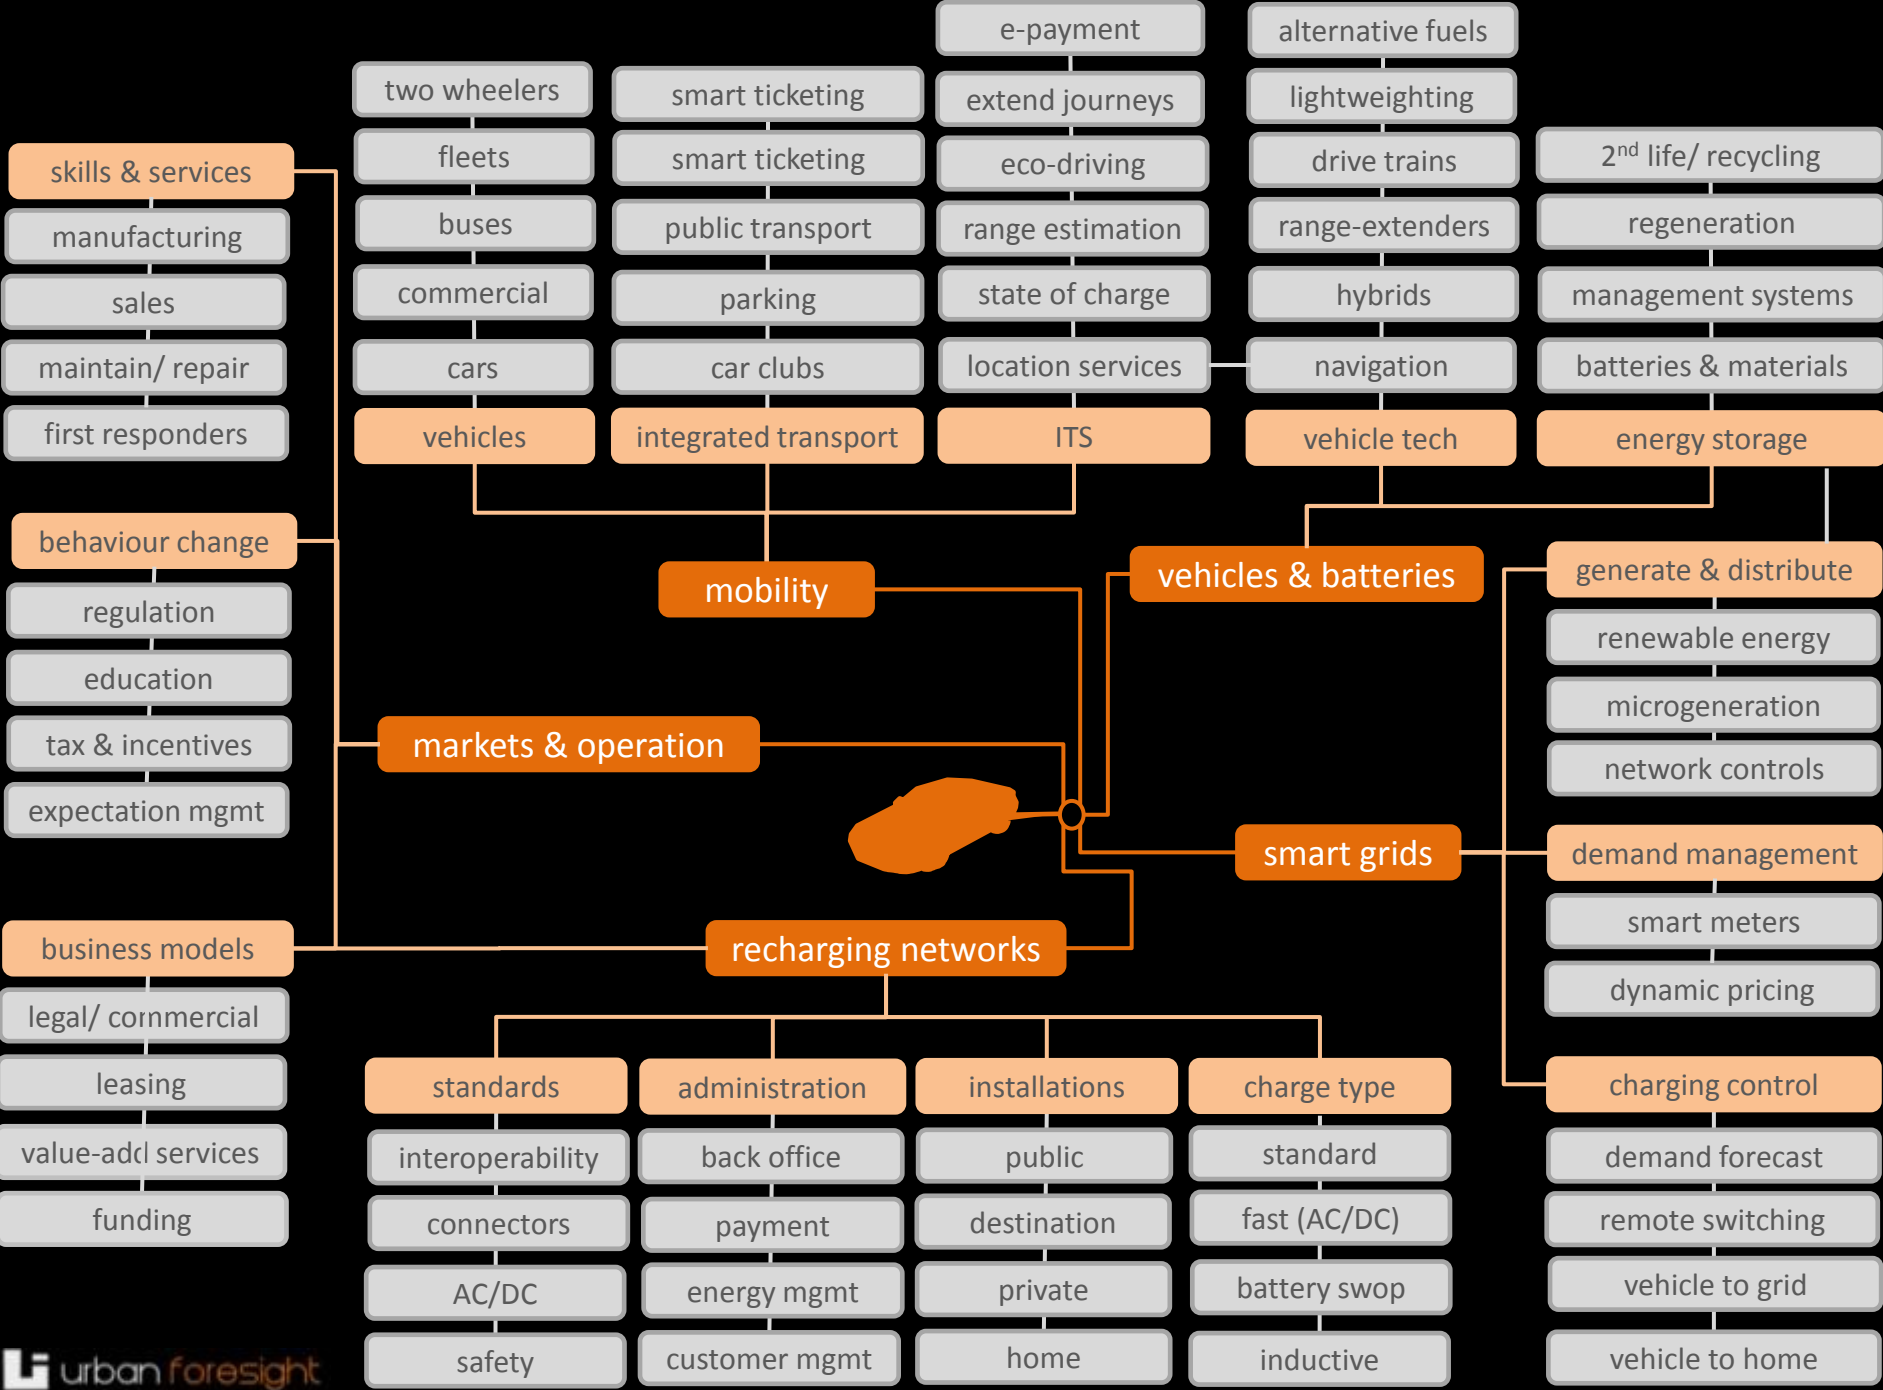 skills & services
manufacturing
sales
maintain/ repair
first responders
behaviour change
regulation
education
tax & incentives
expectation mgmt
business models
legal/ commercial
leasing
value-add services
funding
two wheelers
fleets
buses
commercial
cars
vehicles
smart ticketing
smart ticketing
public transport
parking
car clubs
integrated transport
e-payment
extend journeys
eco-driving
range estimation
state of charge
location services
ITS
alternative fuels
lightweighting
drive trains
range-extenders
hybrids
navigation
vehicle tech
2nd life/ recycling
regeneration
management systems
batteries & materials
energy storage
mobility
vehicles & batteries
markets & operation
smart grids
recharging networks
generate & distribute
renewable energy
microgeneration
network controls
demand management
smart meters
dynamic pricing
charging control
demand forecast
remote switching
vehicle to grid
vehicle to home
standards
interoperability
connectors
AC/DC
safety
administration
back office
payment
energy mgmt
customer mgmt
installations
public
destination
private
home
charge type
standard
fast (AC/DC)
battery swop
inductive
urban foresight